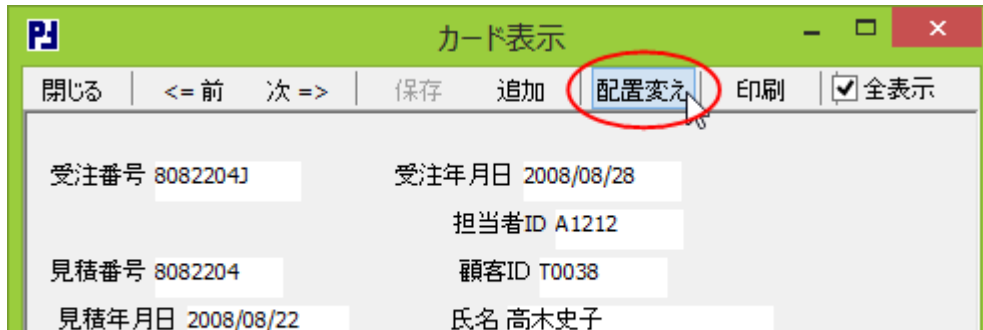 カード表示
閉じる <= 前 次 => 保存 追加 配置変え 印刷 全表示
受注番号 8082204J 受注年月日 2008/08/28
担当者ID A1212
見積番号 8082204 顧客ID T0038
見積年月日 2008/08/22 氏名 高木史子